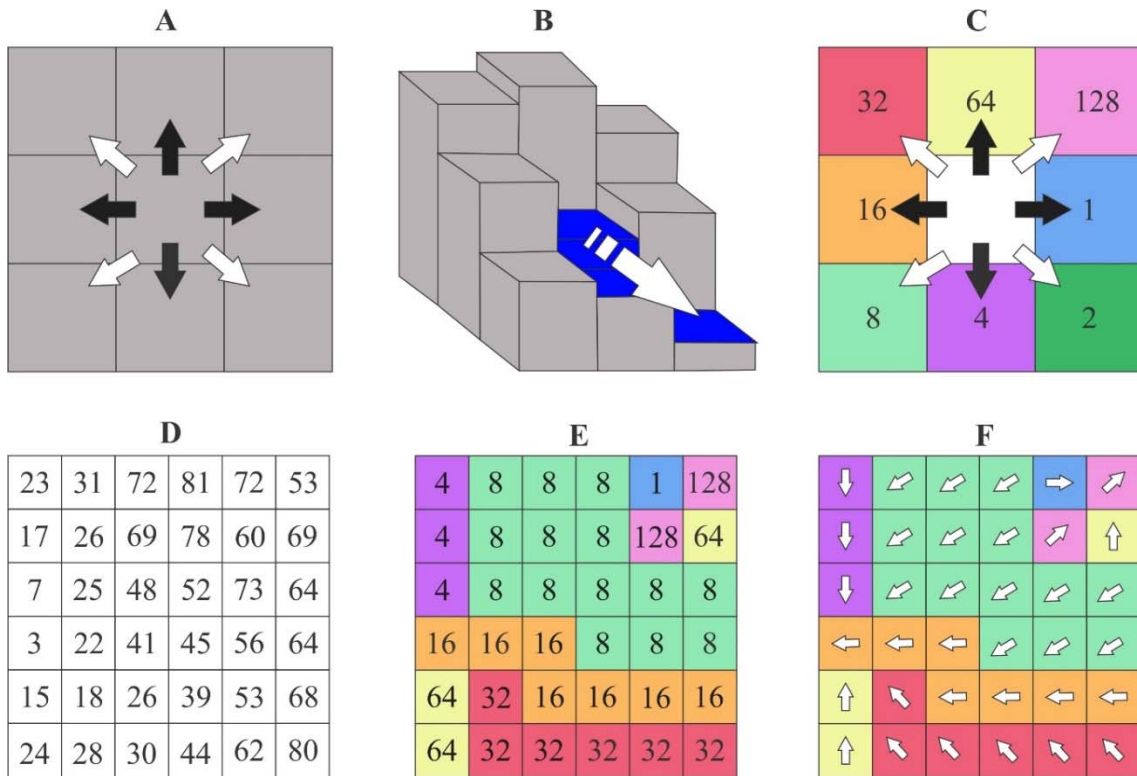 A B C
32 64 128
16 1
8 4 2
D E F
23 31 72 81 72 53
17 26 69 78 60 69
7 25 48 52 73 64
3 22 41 45 56 64
15 18 26 39 53 68
24 28 30 44 62 80
4 8 8 8 1 128
4 8 8 8 128 64
4 8 8 8 8 8
16 16 16 8 8 8
64 32 16 16 16 16
64 32 32 32 32 32